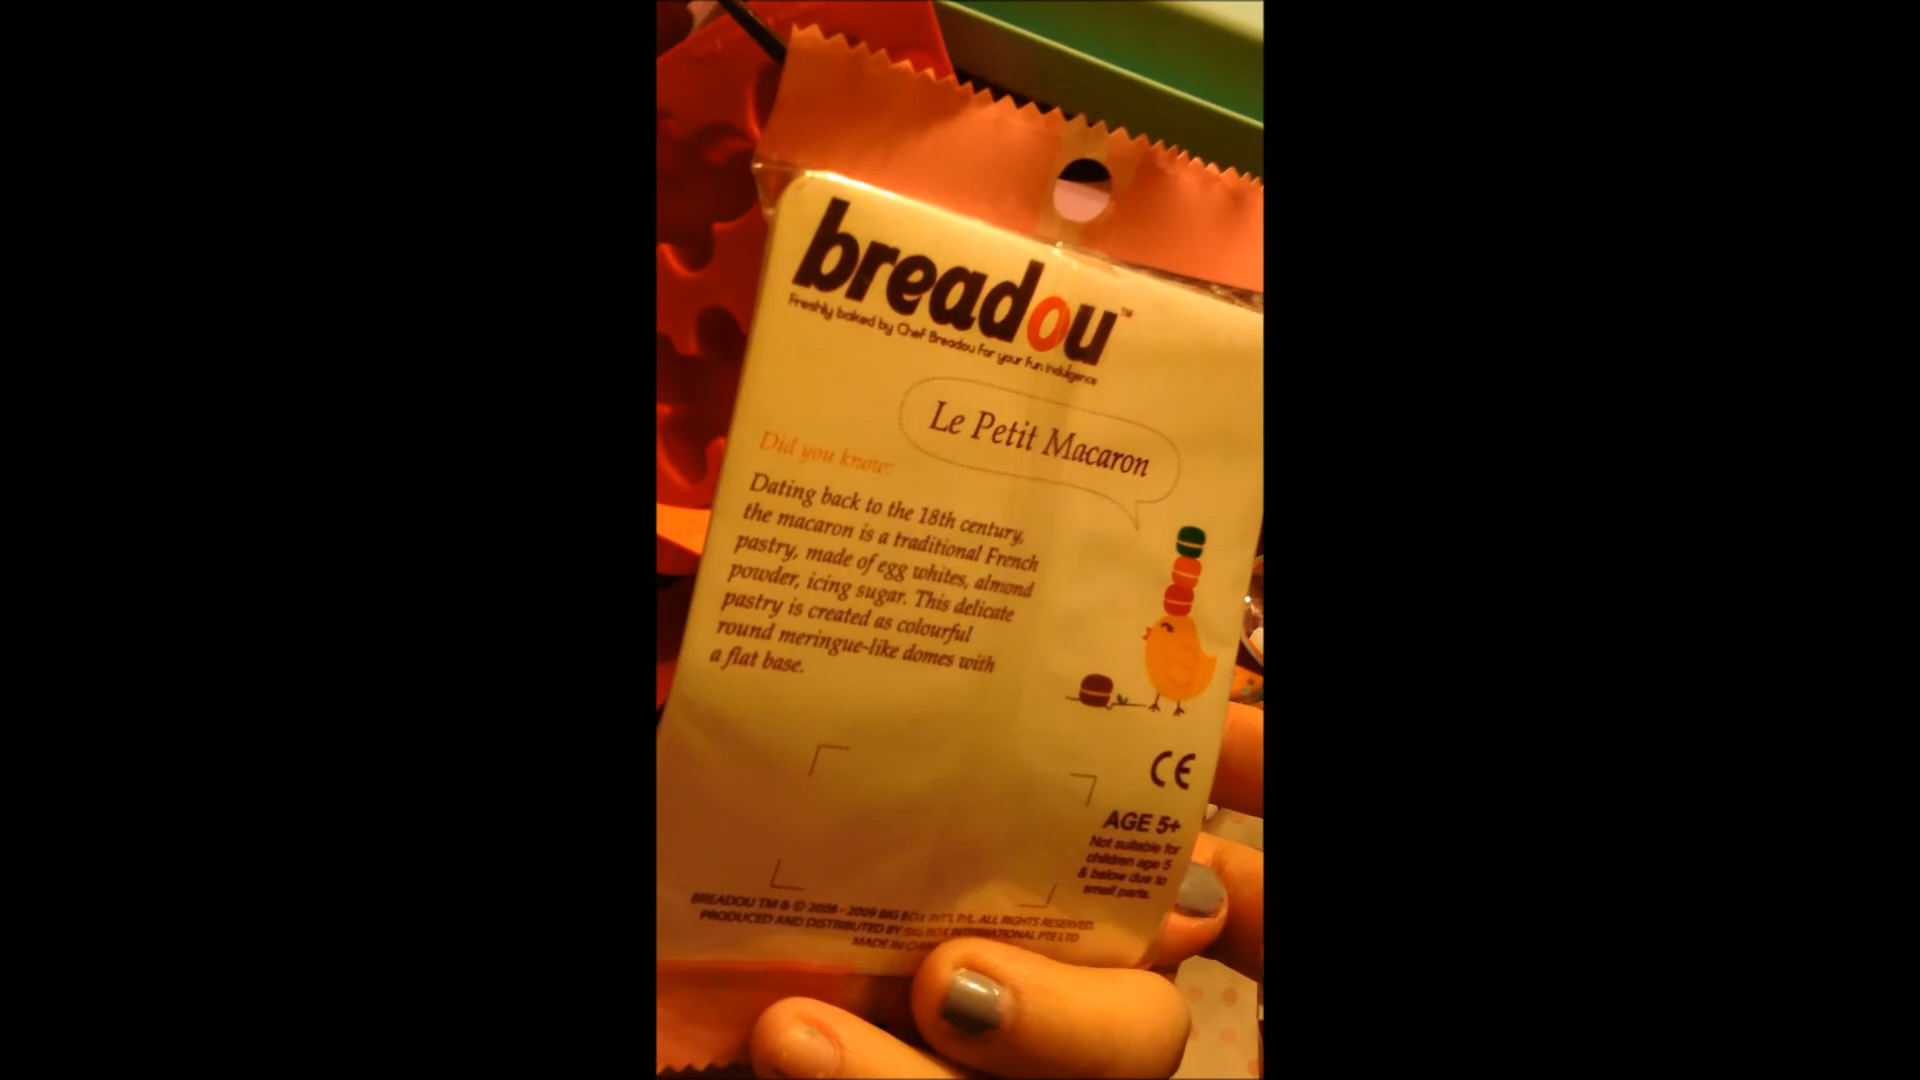 breadou™
Freshly baked by Chef Breadou for your Fun Indulgence
Le Petit Macaron
Did you know:
Dating back to the 18th century,
the macaron is a traditional French
pastry, made of egg whites, almond
powder, icing sugar. This delicate
pastry is created as colourful
round meringue-like domes with
a flat base.
CE
AGE 5+
Not suitable for
children age 5
& below due to
small parts.
BREADOU TM & © 2008 - 2009 BIG BOX INT'L P/L. ALL RIGHTS RESERVED.
PRODUCED AND DISTRIBUTED BY BIG BOX INTERNATIONAL PTE LTD
MADE IN